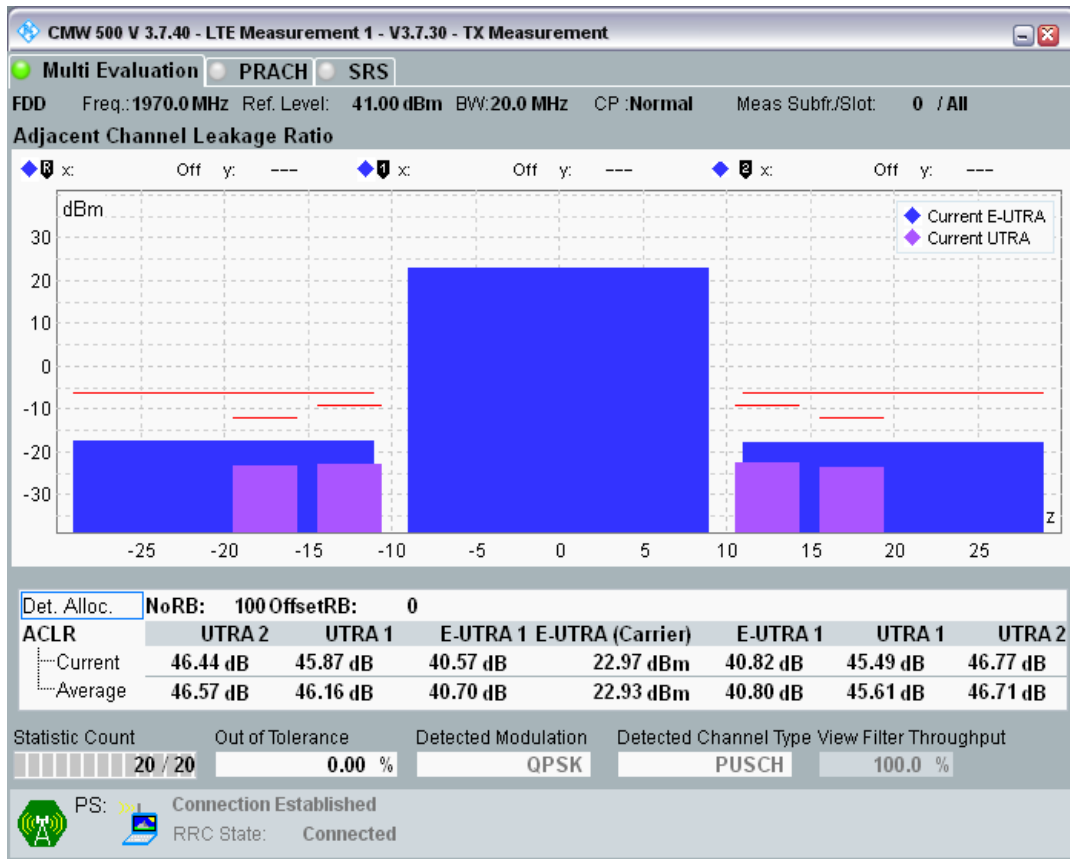 CMW 500 V 3.7.40 - LTE Measurement 1 - V3.7.30 - TX Measurement
Multi Evaluation PRACH SRS
FDD Freq.: 1970.0 MHz Ref. Level: 41.00 dBm BW: 20.0 MHz CP :Normal Meas Subfr./Slot: 0 / All
Adjacent Channel Leakage Ratio
R x: Off y: --- 1 x: Off y: --- 2 x: Off y: ---
dBm
Current E-UTRA
Current UTRA
30
20
10
0
-10
-20
-30
z
-25 -20 -15 -10 -5 0 5 10 15 20 25
Det. Alloc. NoRB: 100 OffsetRB: 0
ACLR UTRA 2 UTRA 1 E-UTRA 1 E-UTRA (Carrier) E-UTRA 1 UTRA 1 UTRA 2
Current 46.44 dB 45.87 dB 40.57 dB 22.97 dBm 40.82 dB 45.49 dB 46.77 dB
Average 46.57 dB 46.16 dB 40.70 dB 22.93 dBm 40.80 dB 45.61 dB 46.71 dB
Statistic Count Out of Tolerance Detected Modulation Detected Channel Type View Filter Throughput
20 / 20 0.00 % QPSK PUSCH 100.0 %
PS: Connection Established
RRC State: Connected